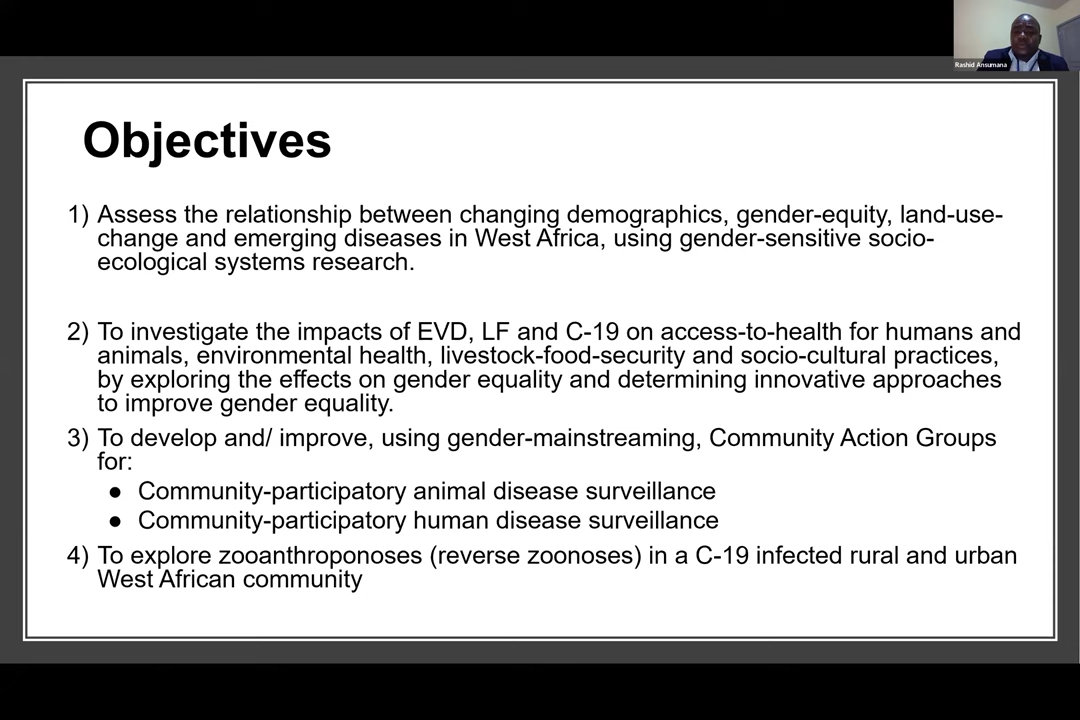 Rashid Ansumana
Objectives
1) Assess the relationship between changing demographics, gender-equity, land-use-
change and emerging diseases in West Africa, using gender-sensitive socio-
ecological systems research.
2) To investigate the impacts of EVD, LF and C-19 on access-to-health for humans and
animals, environmental health, livestock-food-security and socio-cultural practices,
by exploring the effects on gender equality and determining innovative approaches
to improve gender equality.
3) To develop and/ improve, using gender-mainstreaming, Community Action Groups
for:
● Community-participatory animal disease surveillance
● Community-participatory human disease surveillance
4) To explore zooanthroponoses (reverse zoonoses) in a C-19 infected rural and urban
West African community